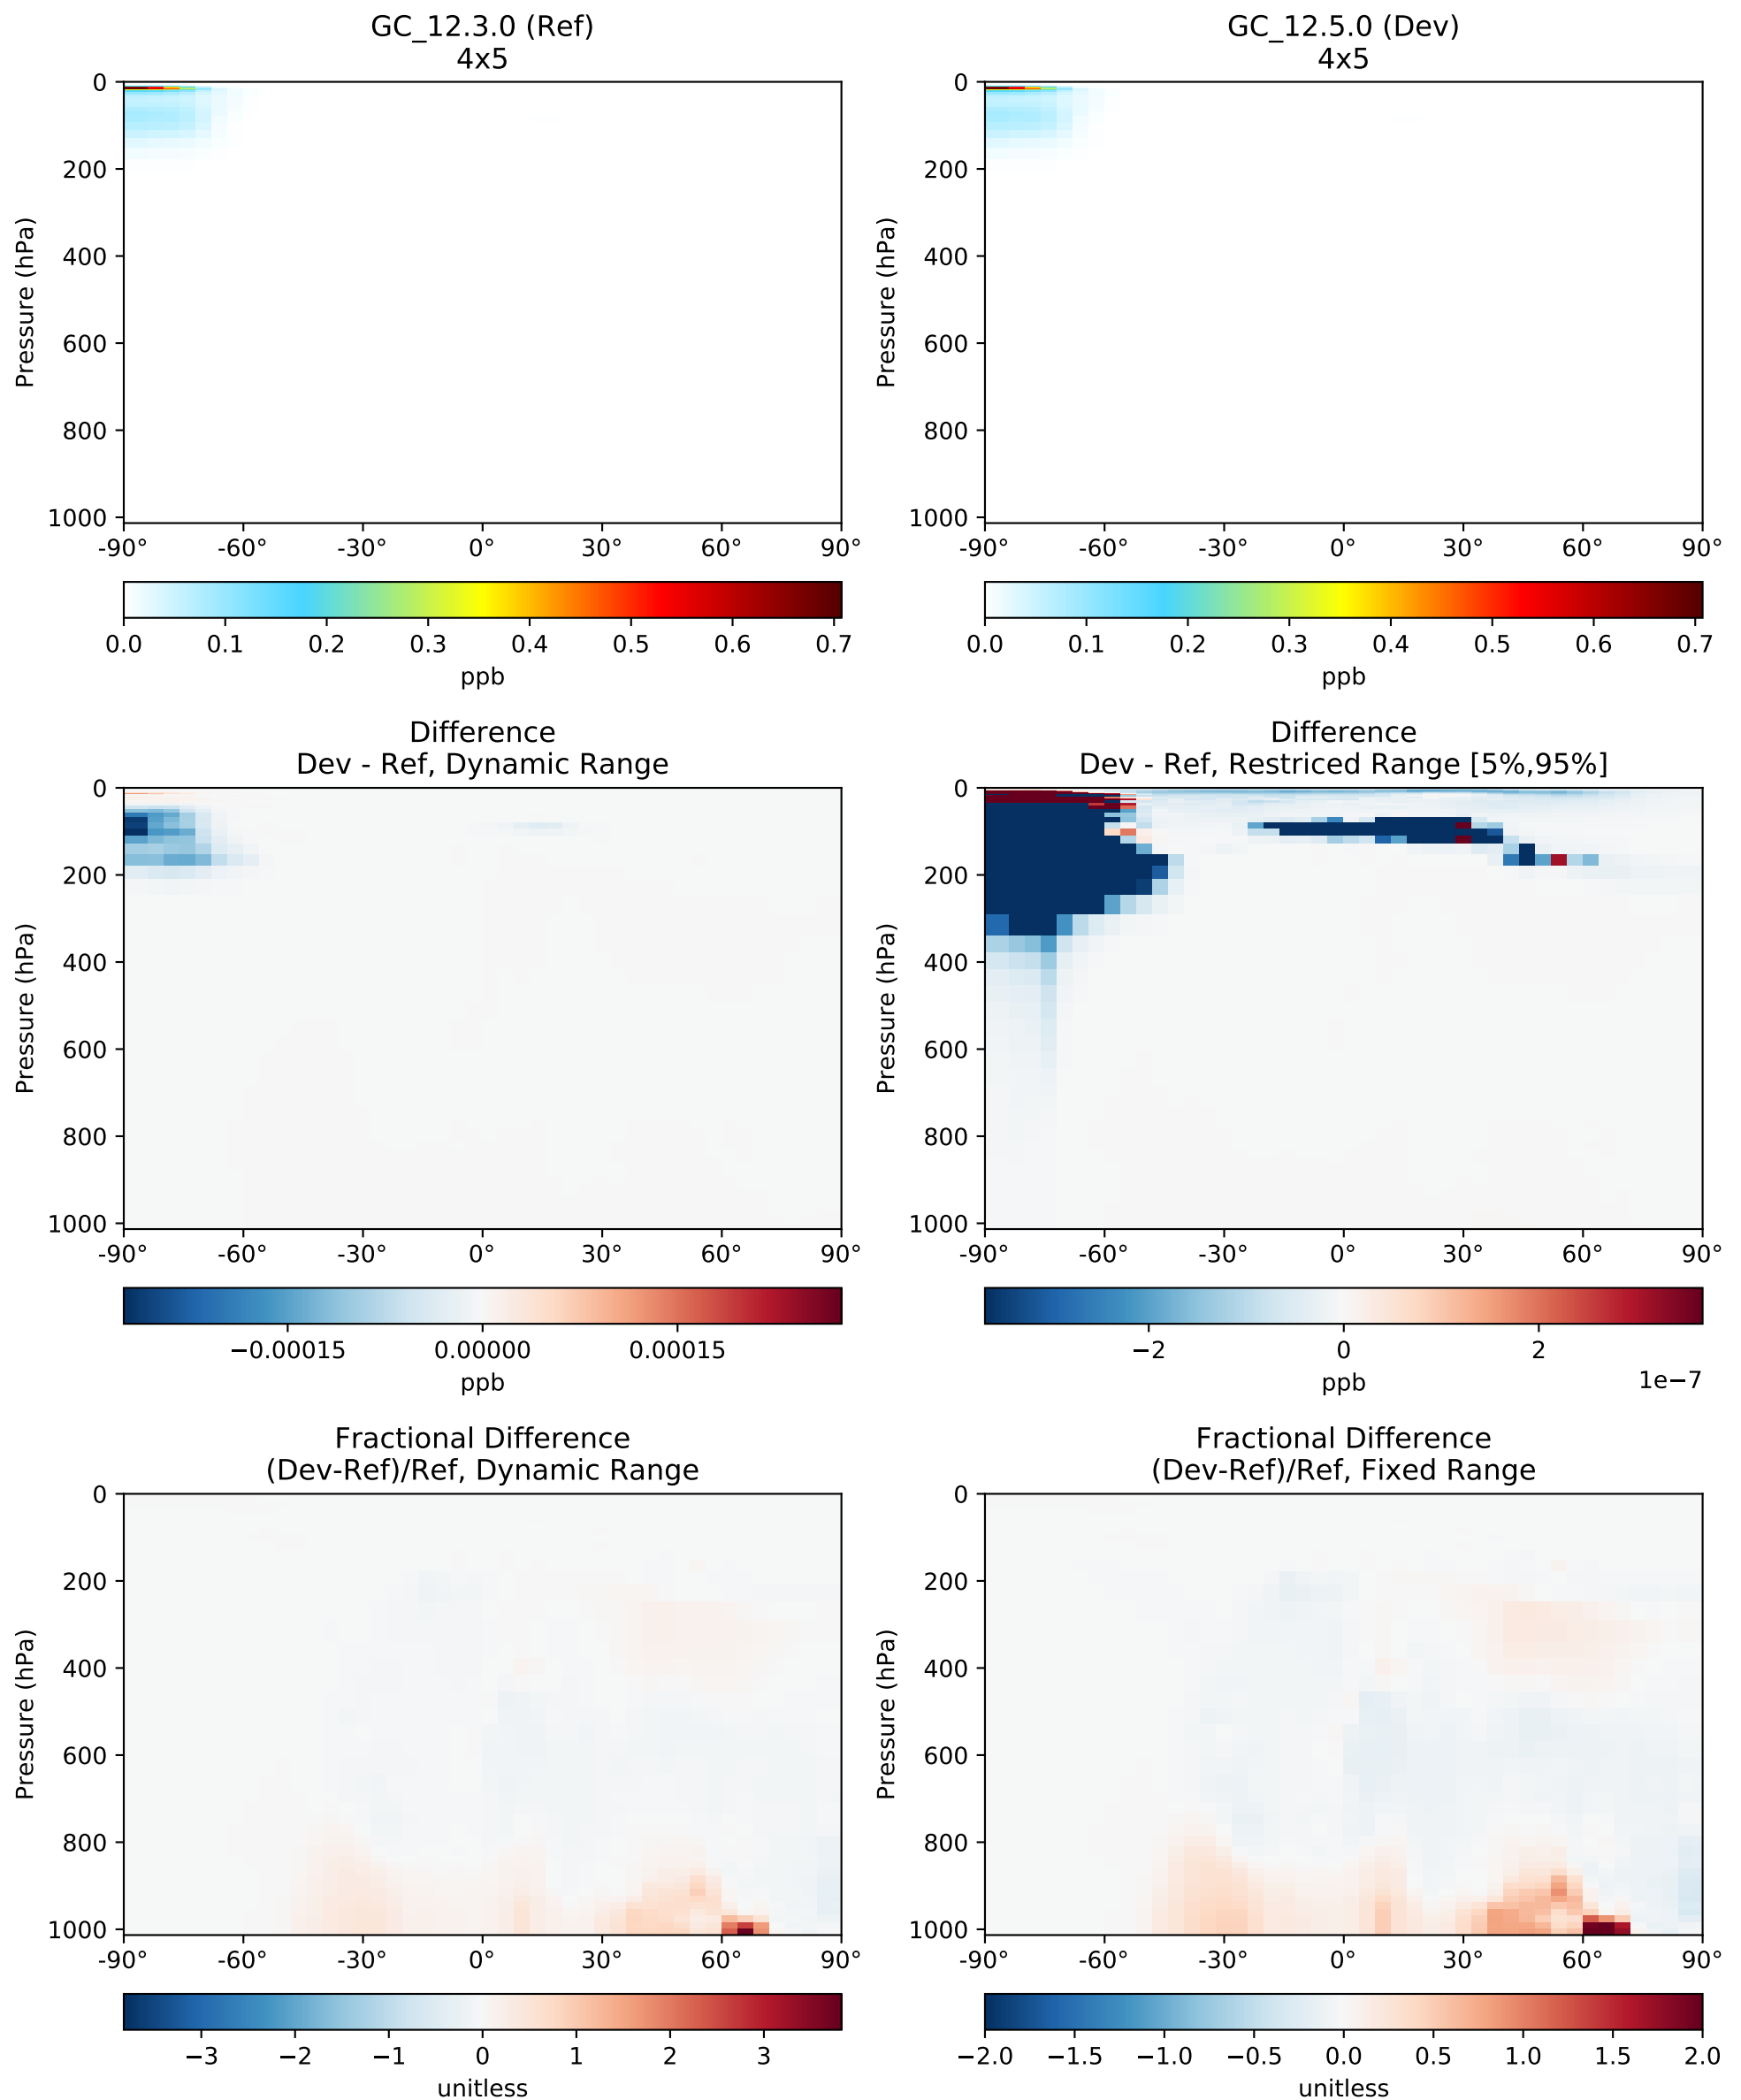 GC_12.3.0 (Ref)
4x5
0
200
400
600
800
1000
Pressure (hPa)
-90° -60° -30° 0° 30° 60° 90°
0.0 0.1 0.2 0.3 0.4 0.5 0.6 0.7
ppb
GC_12.5.0 (Dev)
4x5
0
200
400
600
800
1000
Pressure (hPa)
-90° -60° -30° 0° 30° 60° 90°
0.0 0.1 0.2 0.3 0.4 0.5 0.6 0.7
ppb
Difference
Dev - Ref, Dynamic Range
0
200
400
600
800
1000
Pressure (hPa)
-90° -60° -30° 0° 30° 60° 90°
−0.00015 0.00000 0.00015
ppb
Difference
Dev - Ref, Restriced Range [5%,95%]
0
200
400
600
800
1000
Pressure (hPa)
-90° -60° -30° 0° 30° 60° 90°
−2 0 2
ppb
1e−7
Fractional Difference
(Dev-Ref)/Ref, Dynamic Range
0
200
400
600
800
1000
Pressure (hPa)
-90° -60° -30° 0° 30° 60° 90°
−3 −2 −1 0 1 2 3
unitless
Fractional Difference
(Dev-Ref)/Ref, Fixed Range
0
200
400
600
800
1000
Pressure (hPa)
-90° -60° -30° 0° 30° 60° 90°
−2.0 −1.5 −1.0 −0.5 0.0 0.5 1.0 1.5 2.0
unitless